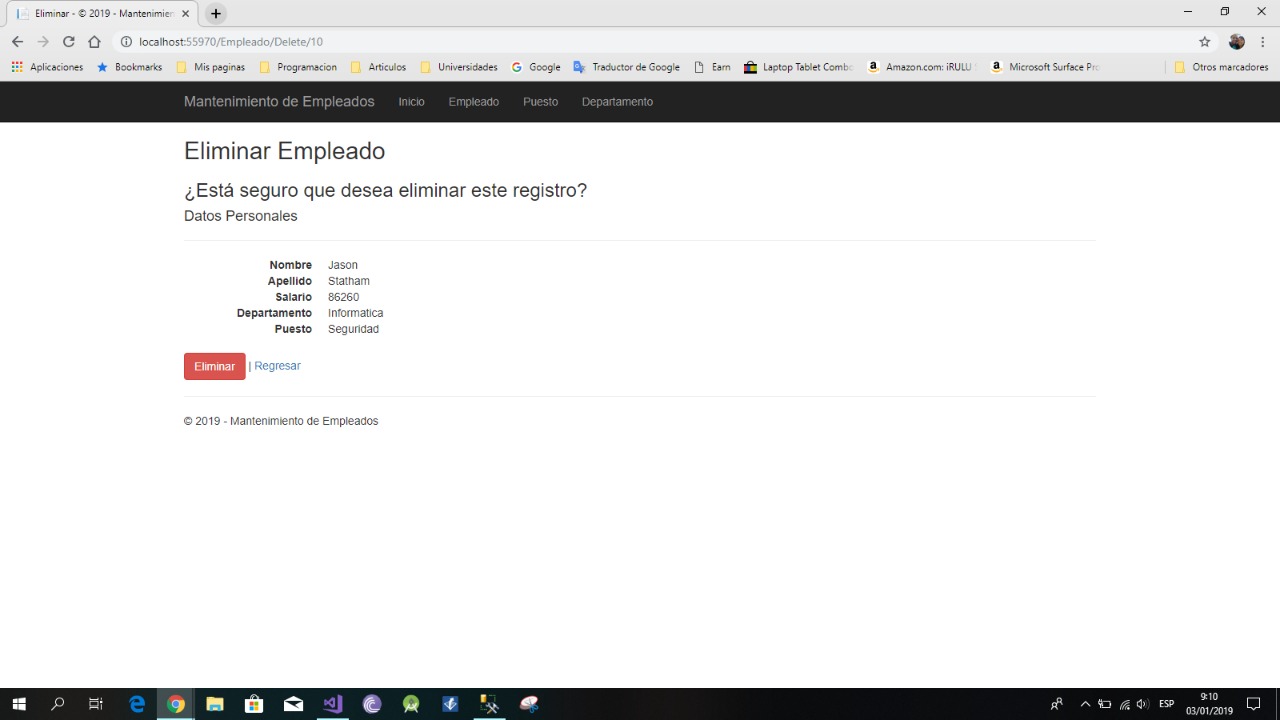 Eliminar - © 2019 - Mantenimien
localhost:55970/Empleado/Delete/10
Aplicaciones Bookmarks Mis paginas Programacion Articulos Universidades Google Traductor de Google Earn Laptop Tablet Combo Amazon.com: iRULU Microsoft Surface Pro Otros marcadores
Mantenimiento de Empleados Inicio Empleado Puesto Departamento
Eliminar Empleado
¿Está seguro que desea eliminar este registro?
Datos Personales
Nombre Jason
Apellido Statham
Salario 86260
Departamento Informatica
Puesto Seguridad
Eliminar | Regresar
© 2019 - Mantenimiento de Empleados
ESP
9:10
03/01/2019